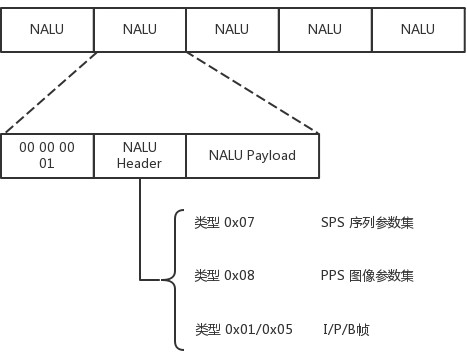 NALU NALU NALU NALU NALU
00 00 00 NALU NALU Payload
01 Header
类型 0x07 SPS 序列参数集
类型 0x08 PPS 图像参数集
类型 0x01/0x05 I/P/B帧